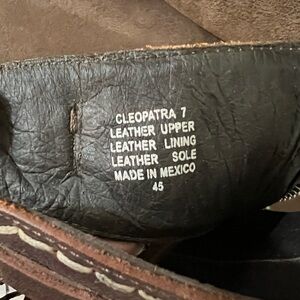 CLEOPATRA 7
LEATHER UPPER
LEATHER LINING
LEATHER SOLE
MADE IN MEXICO
45